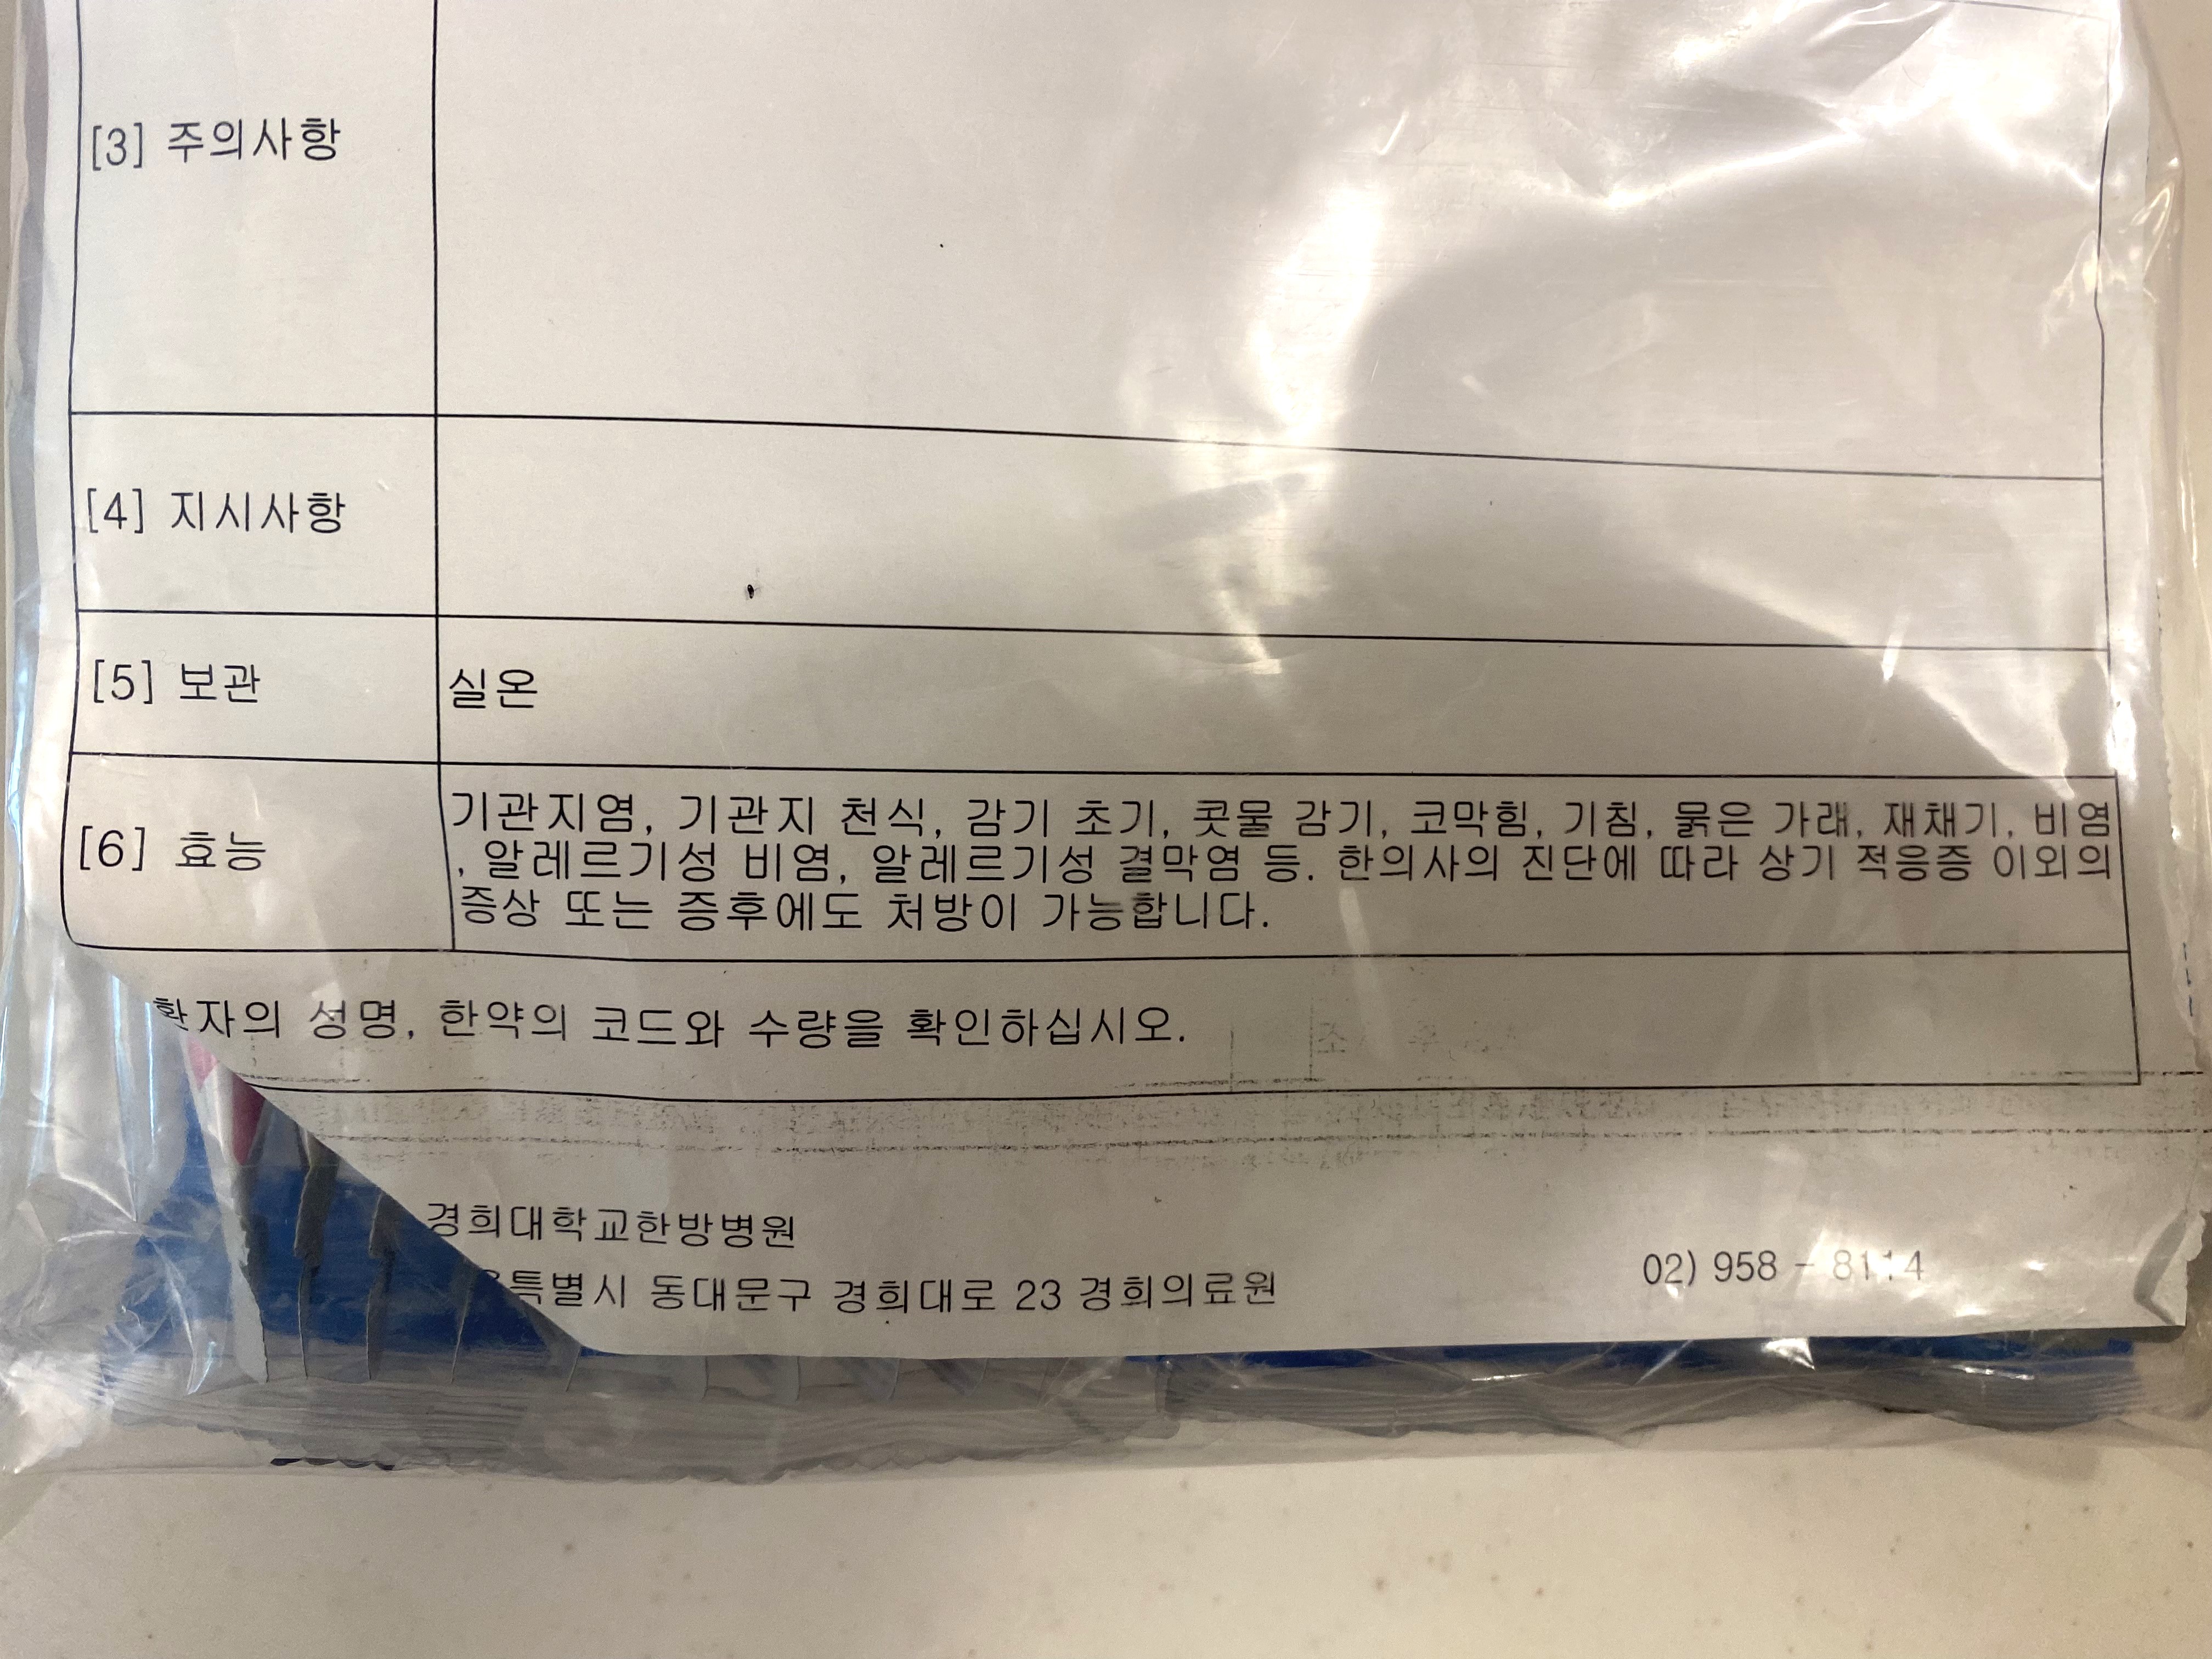 [3] 주의사항
[4] 지시사항
[5] 보관 실온
[6] 효능
기관지염, 기관지 천식, 감기 초기, 콧물 감기, 코막힘, 기침, 묽은 가래, 재채기, 비염
, 알레르기성 비염, 알레르기성 결막염 등. 한의사의 진단에 따라 상기 적응증 이외의
증상 또는 증후에도 처방이 가능합니다.
환자의 성명, 한약의 코드와 수량을 확인하십시오.
경희대학교한방병원
동대문구 경희대로 23 경희의료원 02) 958 -